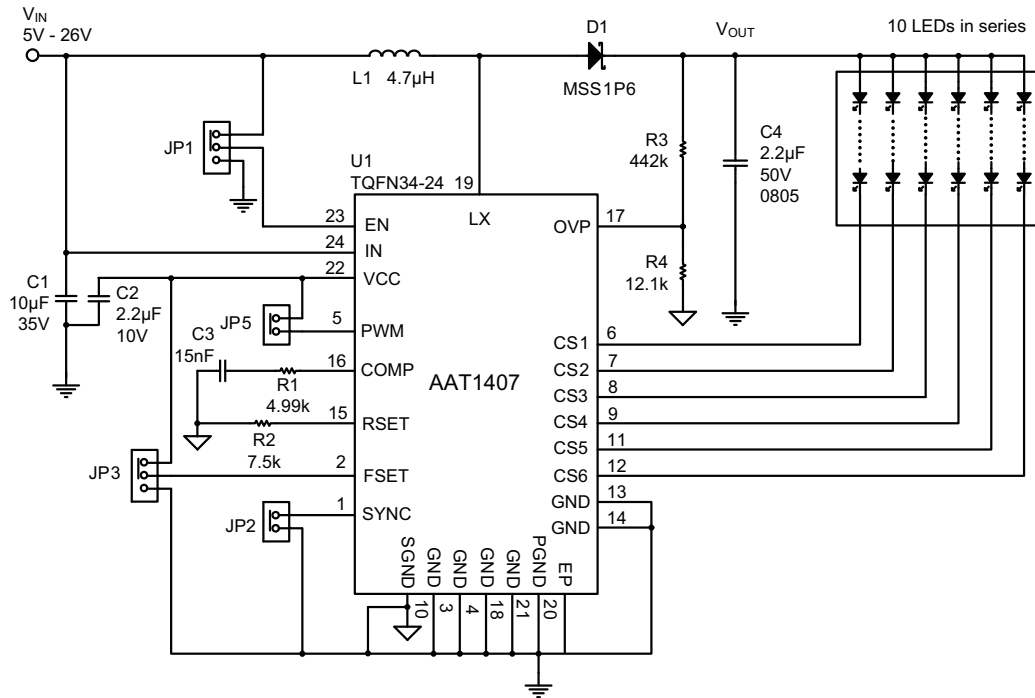 VIN
5V - 26V
D1
MSS1P6
VOUT
10 LEDs in series
L1 4.7µH
JP1
R3
442k
C4
2.2µF
50V
0805
U1
TQFN34-24
19
LX
23
EN
24
IN
22
VCC
OVP
17
R4
12.1k
C1
10µF
35V
C2
2.2µF
10V
JP5
5
PWM
C3
15nF
16
COMP
R1
4.99k
AAT1407
15
RSET
R2
7.5k
JP3
2
FSET
JP2
1
SYNC
CS1
6
CS2
7
CS3
8
CS4
9
CS5
11
CS6
12
GND
13
GND
14
SGND
GND
GND
GND
GND
PGND
EP
10
3
4
18
21
20